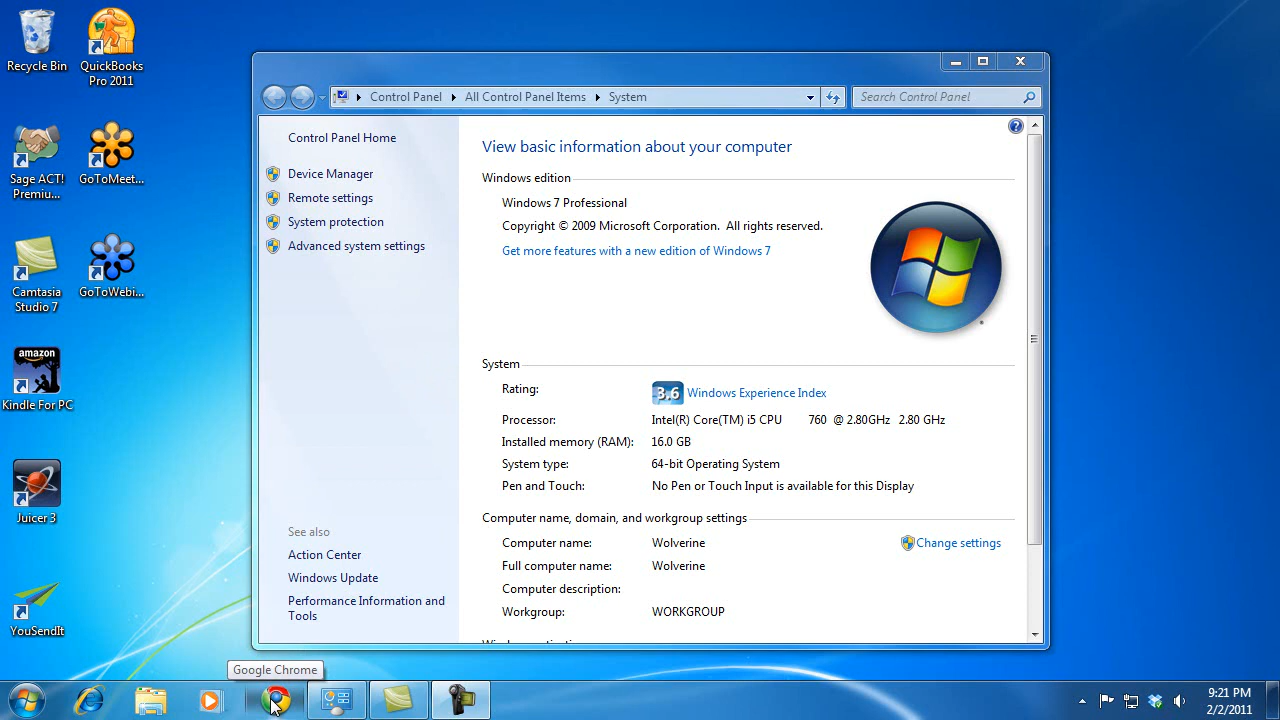 Recycle Bin
QuickBooks
Pro 2011
Sage ACT!
Premiu...
GoToMeet...
Camtasia
Studio 7
GoToWebi...
amazon
Kindle For PC
Juicer 3
YouSendIt
Control Panel
All Control Panel Items
System
Search Control Panel
Control Panel Home
Device Manager
Remote settings
System protection
Advanced system settings
See also
Action Center
Windows Update
Performance Information and
Tools
View basic information about your computer
Windows edition
Windows 7 Professional
Copyright © 2009 Microsoft Corporation. All rights reserved.
Get more features with a new edition of Windows 7
System
Rating:
3.6 Windows Experience Index
Processor: Intel(R) Core(TM) i5 CPU 760 @ 2.80GHz 2.80 GHz
Installed memory (RAM): 16.0 GB
System type: 64-bit Operating System
Pen and Touch: No Pen or Touch Input is available for this Display
Computer name, domain, and workgroup settings
Computer name: Wolverine
Change settings
Full computer name: Wolverine
Computer description:
Workgroup: WORKGROUP
Google Chrome
9:21 PM
2/2/2011